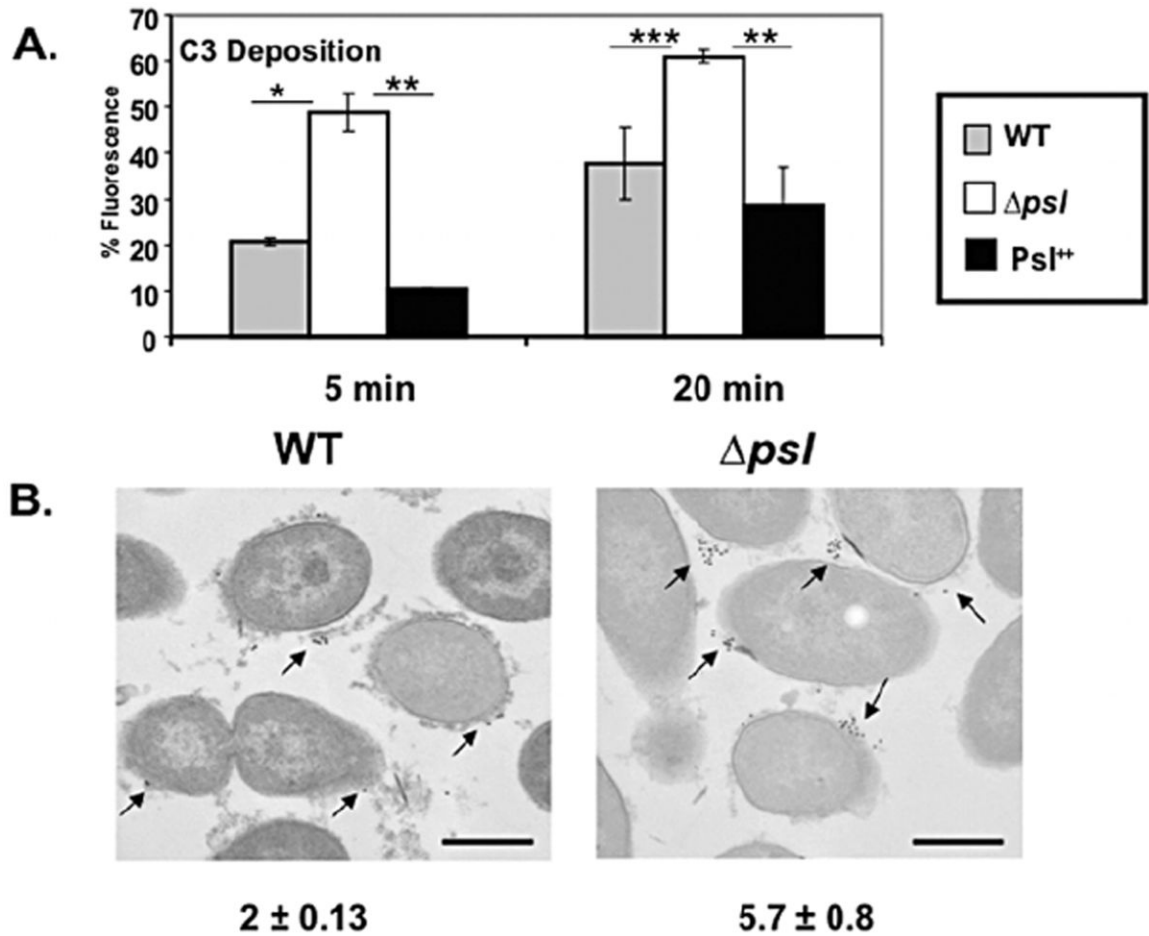 A.
C3 Deposition
% Fluorescence
70
60
50
40
30
20
10
0
* ** *** **
5 min 20 min
WT
Δpsl
Psl++
B.
WT Δpsl
2 ± 0.13 5.7 ± 0.8